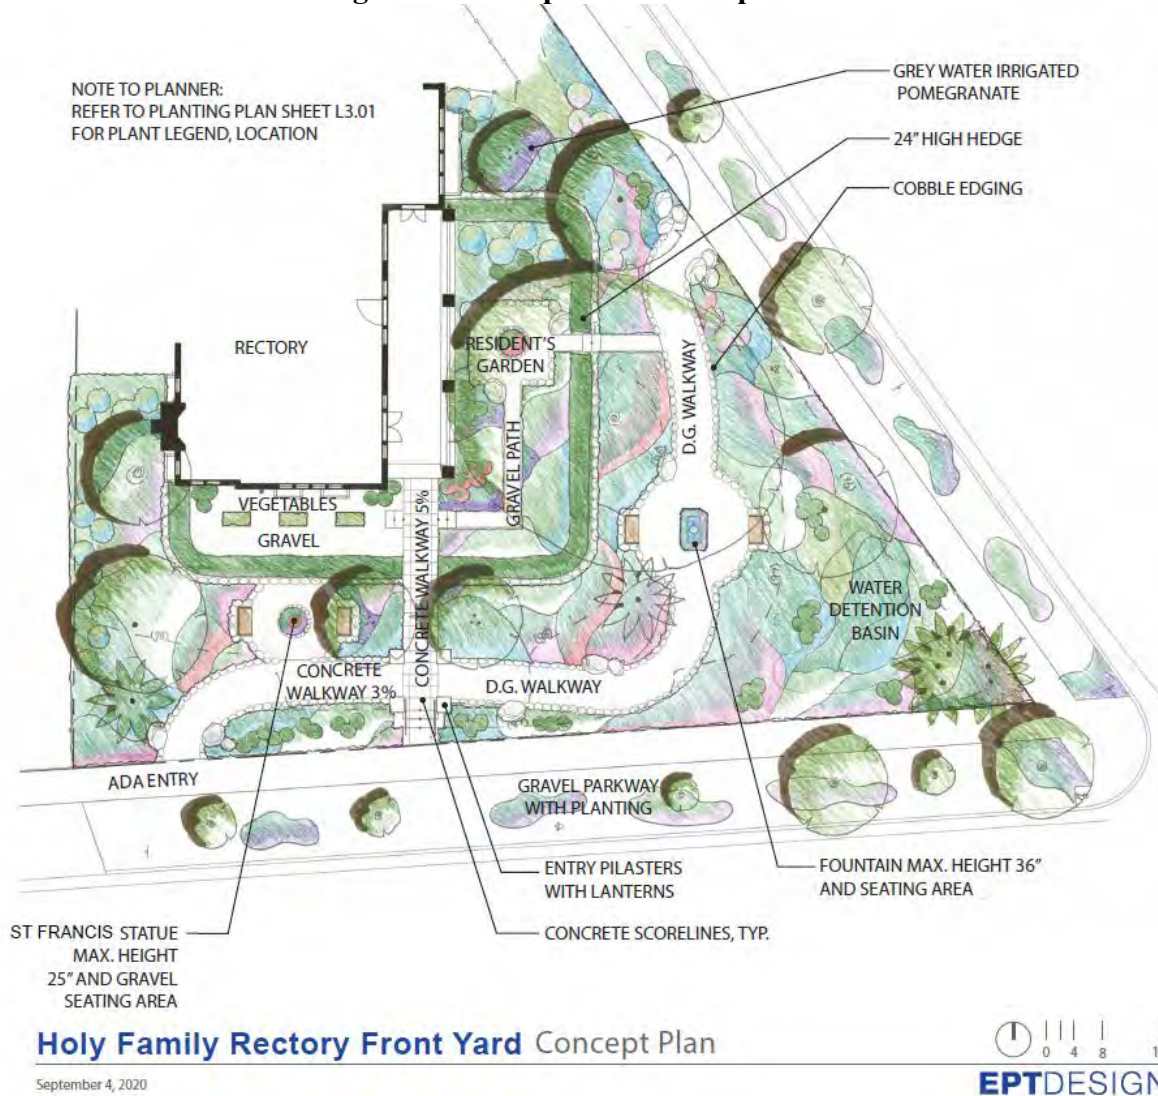 NOTE TO PLANNER:
REFER TO PLANTING PLAN SHEET L3.01
FOR PLANT LEGEND, LOCATION
GREY WATER IRRIGATED
POMEGRANATE
24" HIGH HEDGE
COBBLE EDGING
RECTORY
RESIDENT'S
GARDEN
D.G. WALKWAY
GRAVEL PATH
VEGETABLES
GRAVEL
CONCRETE WALKWAY 5%
WATER
DETENTION
BASIN
CONCRETE
WALKWAY 3%
D.G. WALKWAY
ADA ENTRY
GRAVEL PARKWAY
WITH PLANTING
ENTRY PILASTERS
WITH LANTERNS
FOUNTAIN MAX. HEIGHT 36"
AND SEATING AREA
CONCRETE SCORELINES, TYP.
ST FRANCIS STATUE
MAX. HEIGHT
25" AND GRAVEL
SEATING AREA
Holy Family Rectory Front Yard Concept Plan
0 4 8 1
September 4, 2020
EPTDESIGN